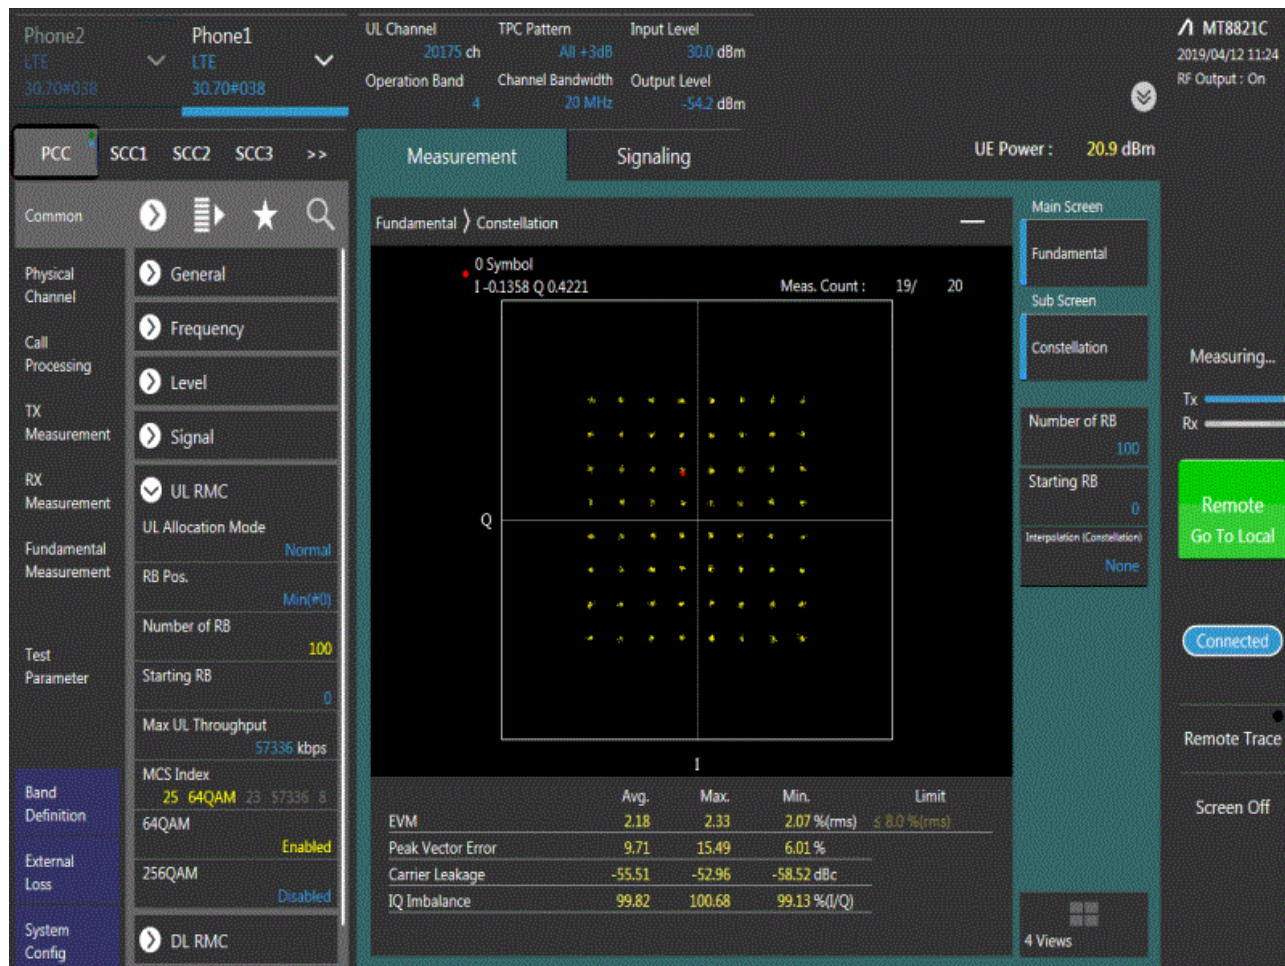 Phone2
LTE
30.70#038
Phone1
LTE
30.70#038
UL Channel
20175 ch
Operation Band
4
TPC Pattern
All +3dB
Channel Bandwidth
20 MHz
Input Level
30.0 dBm
Output Level
-54.2 dBm
MT8821C
2019/04/12 11:24
RF Output : On
PCC SCC1 SCC2 SCC3 >>
Measurement
Signaling
UE Power : 20.9 dBm
Common
Physical
Channel
Call
Processing
TX
Measurement
RX
Measurement
Fundamental
Measurement
Test
Parameter
Band
Definition
External
Loss
System
Config
General
Frequency
Level
Signal
UL RMC
UL Allocation Mode
Normal
RB Pos.
Min(#0)
Number of RB
100
Starting RB
0
Max UL Throughput
57336 kbps
MCS Index
25 64QAM 23 57336 8
64QAM
Enabled
256QAM
Disabled
DL RMC
Fundamental 〉 Constellation
0 Symbol
I -0.1358 Q 0.4221
Meas. Count : 19/ 20
Q
I
Avg. Max. Min. Limit
EVM 2.18 2.33 2.07 %(rms) ≤ 8.0 %(rms)
Peak Vector Error 9.71 15.49 6.01 %
Carrier Leakage -55.51 -52.96 -58.52 dBc
IQ Imbalance 99.82 100.68 99.13 %(I/Q)
Main Screen
Fundamental
Sub Screen
Constellation
Number of RB
100
Starting RB
0
Interpolation (Constellation)
None
4 Views
Measuring...
Tx
Rx
Remote
Go To Local
Connected
Remote Trace
Screen Off